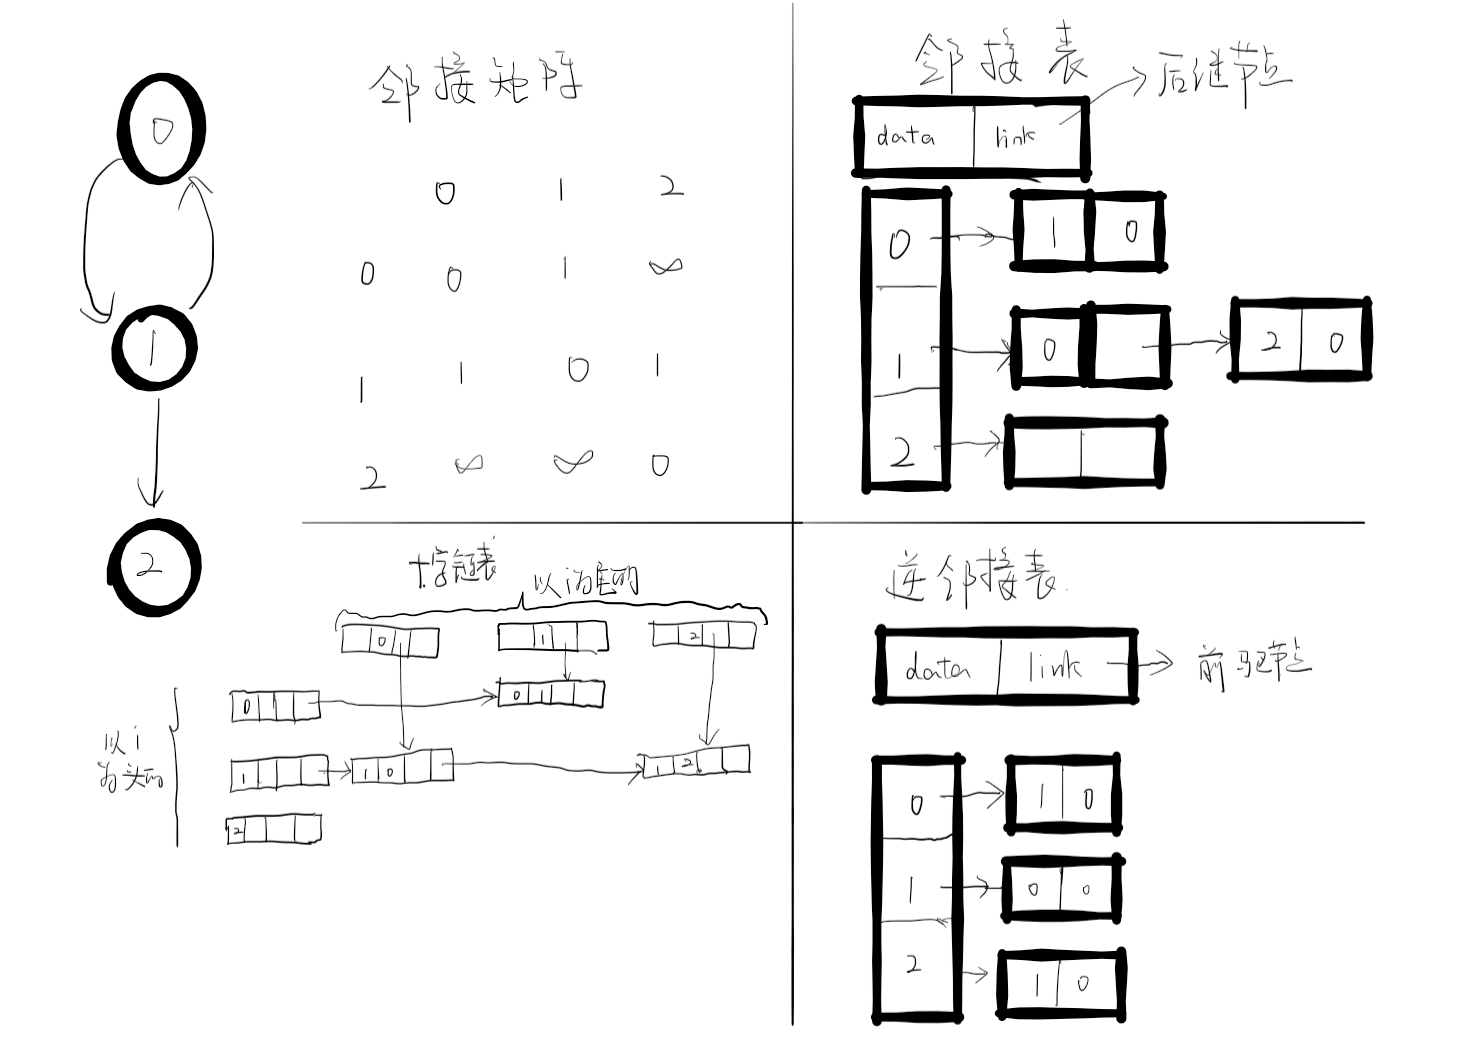 0
1
2
邻接矩阵
0 1 2
0 0 1 ∞
1 1 0 1
2 ∞ ∞ 0
邻接表
data link 后继节点
0 1 0
1 0 2 0
2
十字链表
以i为尾的
0 1 2
0 0 1
以i
为头的
1 1 0 1 2
2
逆邻接表
data link 前驱节点
0 1 0
1 0 0
2 1 0